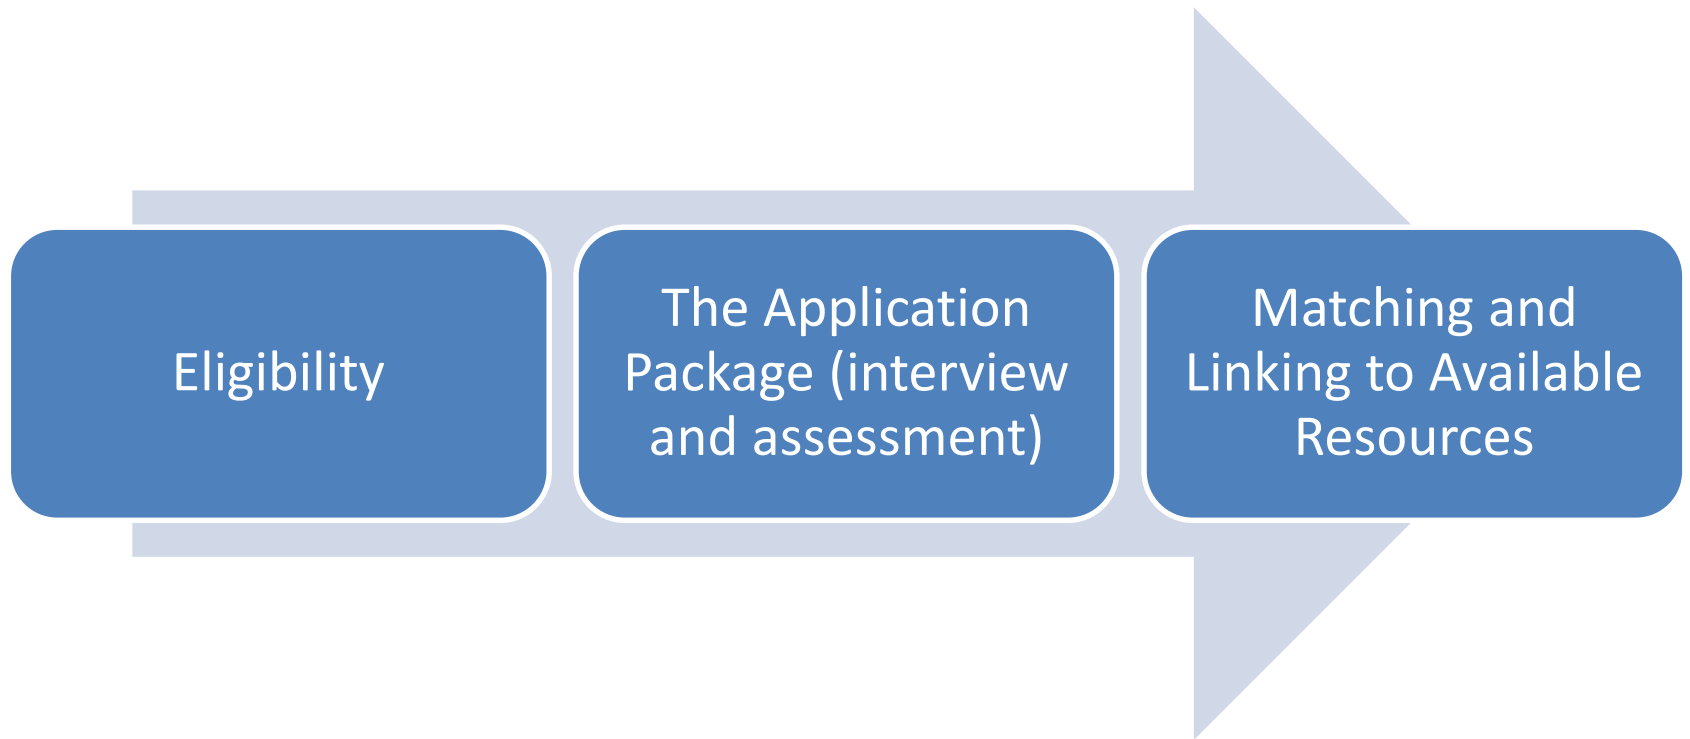 Eligibility
The Application
Package (interview
and assessment)
Matching and
Linking to Available
Resources